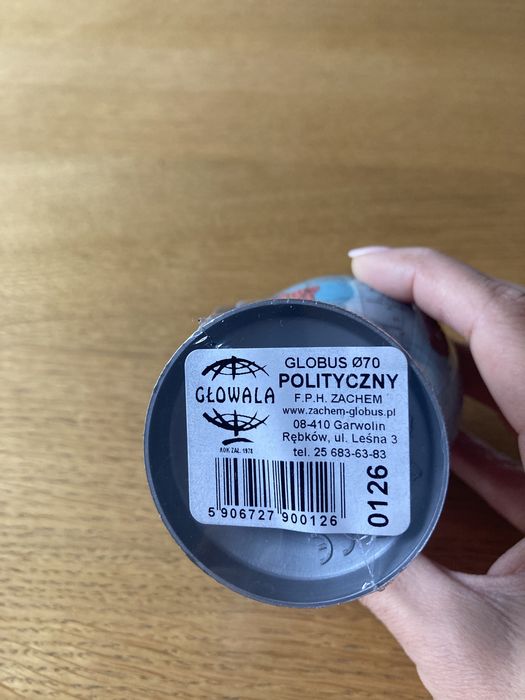 GŁOWALA
ROK ZAŁ. 1978
GLOBUS Ø70
POLITYCZNY
F.P.H. ZACHEM
www.zachem-globus.pl
08-410 Garwolin
Rębków, ul. Leśna 3
tel. 25 683-63-83
5 906727 900126
0126
CE